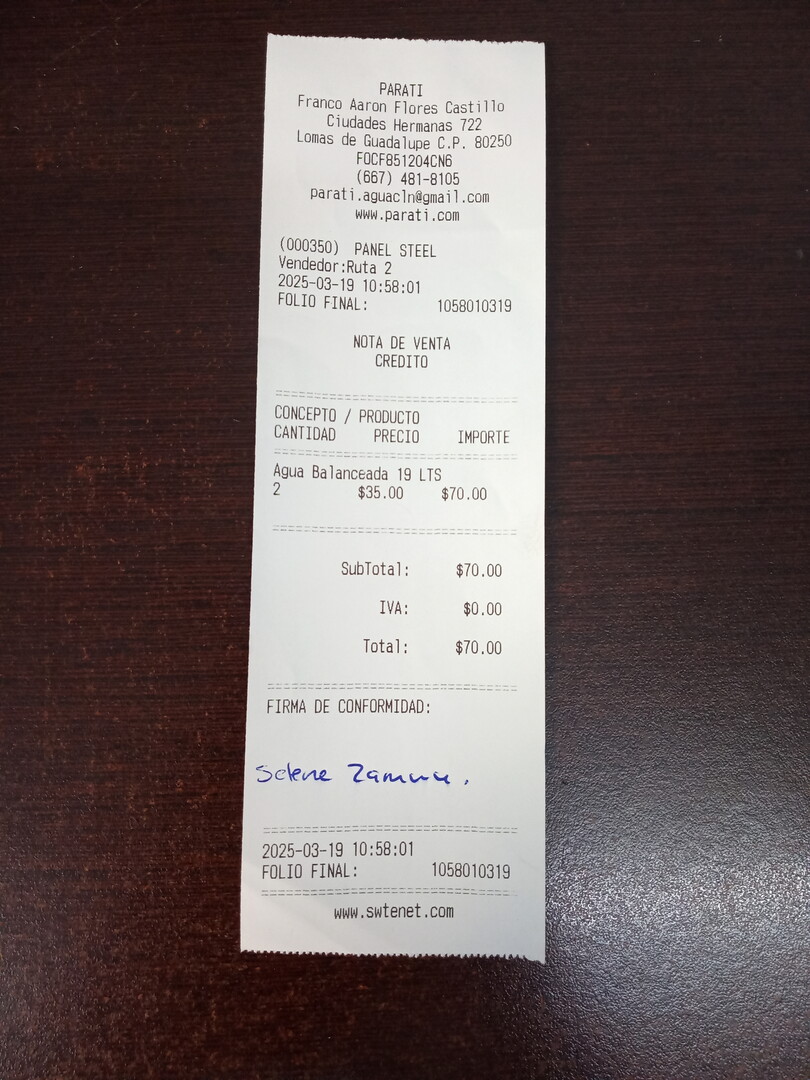 PARATI
Franco Aaron Flores Castillo
Ciudades Hermanas 722
Lomas de Guadalupe C.P. 80250
FOCF851204CN6
(667) 481-8105
parati.aguacln@gmail.com
www.parati.com
(000350) PANEL STEEL
Vendedor:Ruta 2
2025-03-19 10:58:01
FOLIO FINAL: 1058010319
NOTA DE VENTA
CREDITO
CONCEPTO / PRODUCTO
CANTIDAD PRECIO IMPORTE
Agua Balanceada 19 LTS
2 $35.00 $70.00
SubTotal: $70.00
IVA: $0.00
Total: $70.00
FIRMA DE CONFORMIDAD:
Selene
2025-03-19 10:58:01
FOLIO FINAL: 1058010319
www.swtenet.com